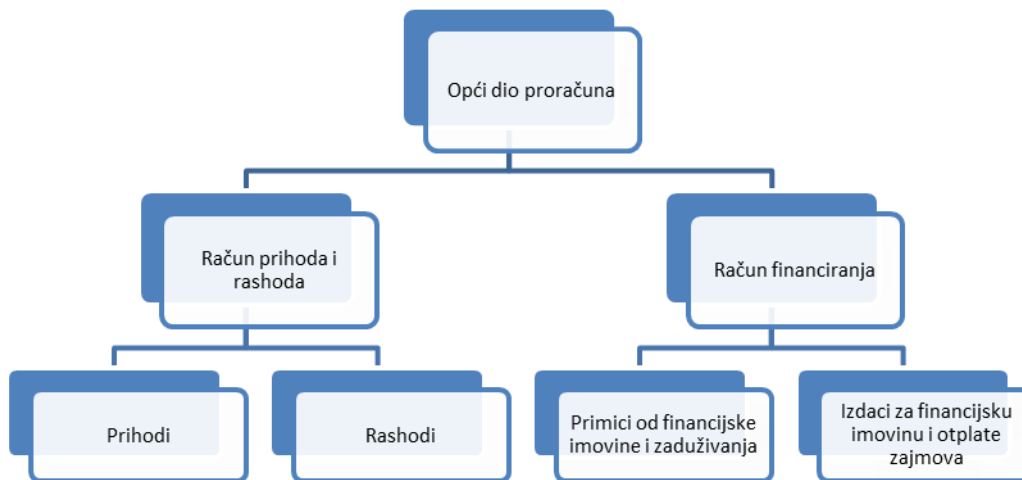 Opći dio proračuna
Račun prihoda i
rashoda
Račun financiranja
Prihodi
Rashodi
Primici od financijske
imovine i zaduživanja
Izdaci za financijsku
imovinu i otplate
zajmova